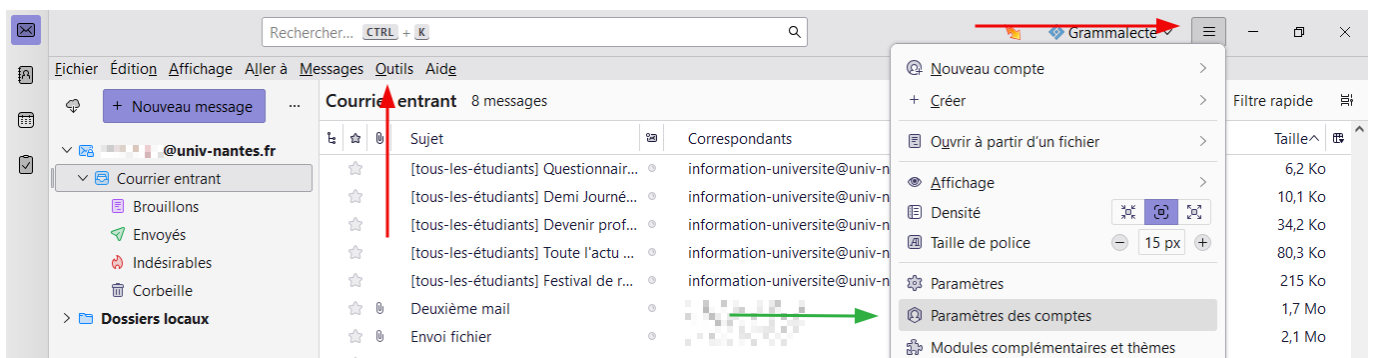 Rechercher... CTRL + K
Grammalecte
Fichier Édition Affichage Aller à Messages Outils Aide
+ Nouveau message ...
Courrier entrant 8 messages
Filtre rapide
Sujet Correspondants Taille
@univ-nantes.fr
Courrier entrant
Brouillons
Envoyés
Indésirables
Corbeille
Dossiers locaux
[tous-les-étudiants] Questionnair... information-universite@univ-n 6,2 Ko
[tous-les-étudiants] Demi Journé... information-universite@univ-n 10,1 Ko
[tous-les-étudiants] Devenir prof... information-universite@univ-n 34,2 Ko
[tous-les-étudiants] Toute l'actu ... information-universite@univ-n 80,3 Ko
[tous-les-étudiants] Festival de r... information-universite@univ-n 215 Ko
Deuxième mail 1,7 Mo
Envoi fichier 2,1 Mo
Nouveau compte
+ Créer
Ouvrir à partir d'un fichier
Affichage
Densité
Taille de police 15 px
Paramètres
Paramètres des comptes
Modules complémentaires et thèmes